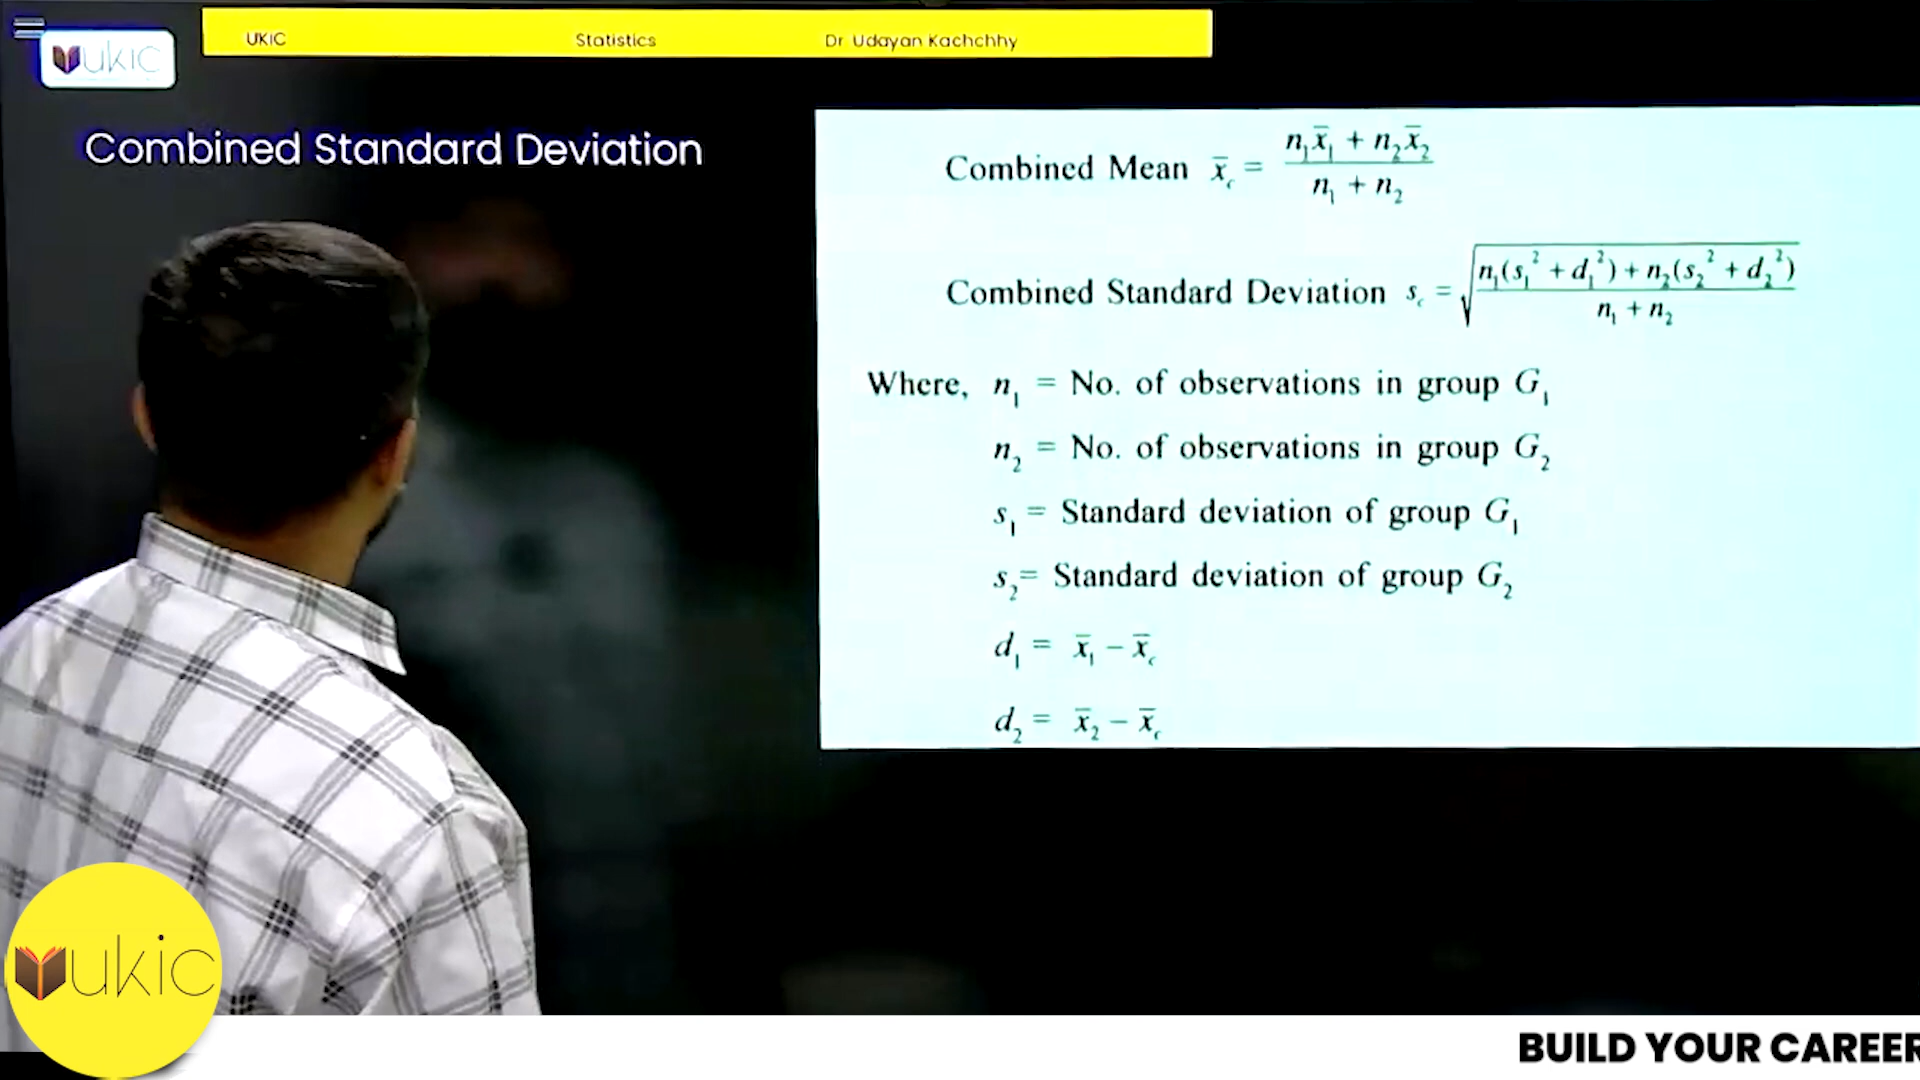 ukic
UKIC Statistics Dr. Udayan Kachchhy
Combined Standard Deviation
Combined Mean x̄c = (n₁x̄₁ + n₂x̄₂) / (n₁ + n₂)
Combined Standard Deviation sc = √((n₁(s₁² + d₁²) + n₂(s₂² + d₂²)) / (n₁ + n₂))
Where, n₁ = No. of observations in group G₁
n₂ = No. of observations in group G₂
s₁ = Standard deviation of group G₁
s₂ = Standard deviation of group G₂
d₁ = x̄₁ − x̄c
d₂ = x̄₂ − x̄c
ukic
BUILD YOUR CAREER